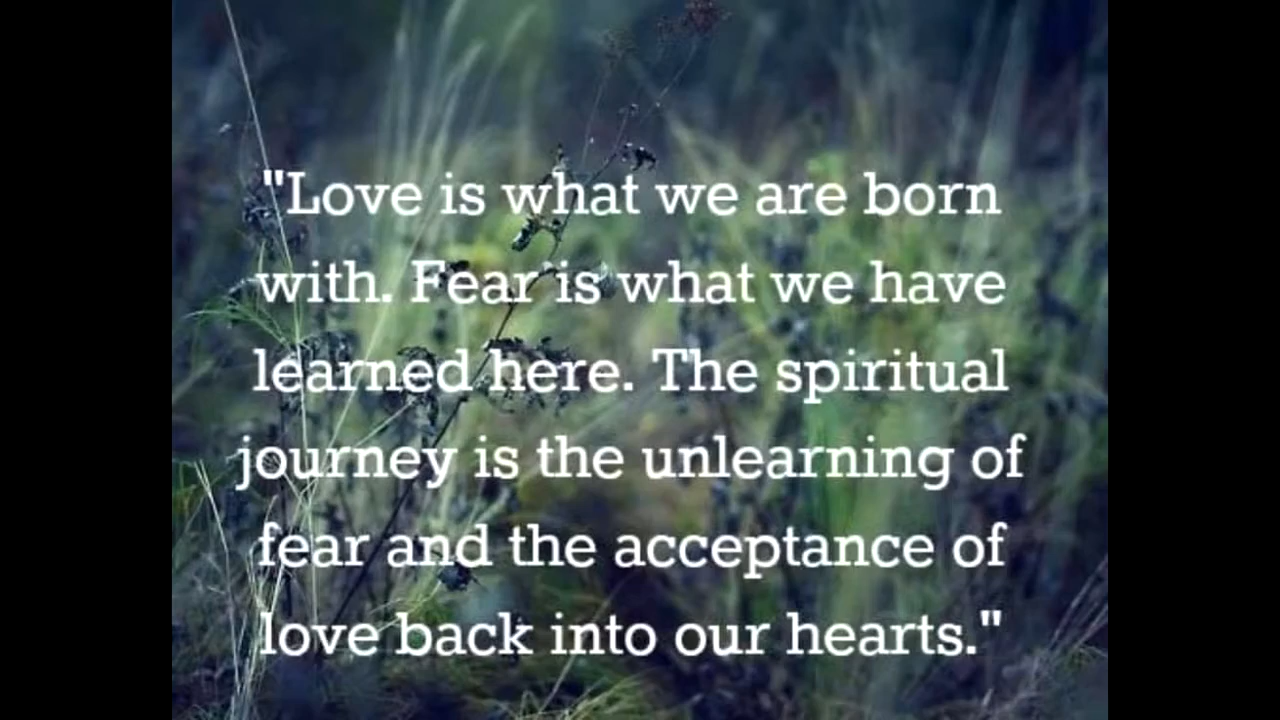 "Love is what we are born
with. Fear is what we have
learned here. The spiritual
journey is the unlearning of
fear and the acceptance of
love back into our hearts."